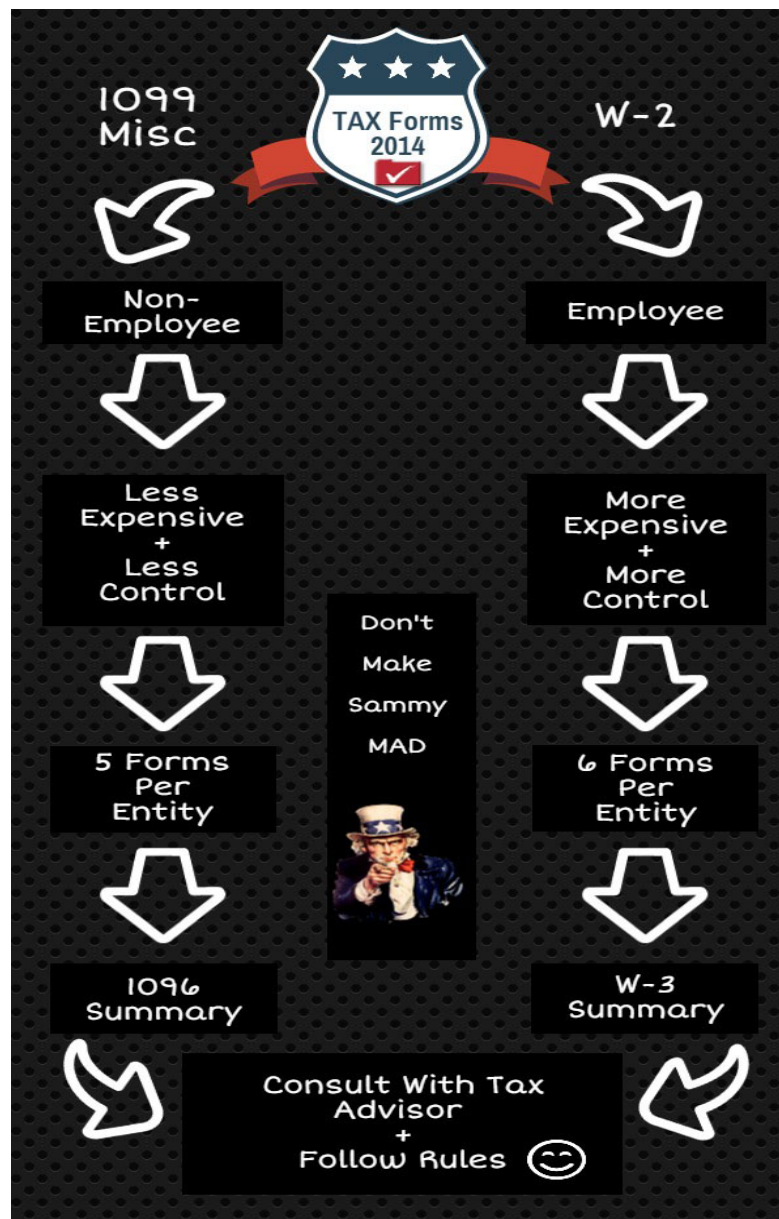 1099
Misc
TAX Forms
2014
W-2
Non-
Employee
Employee
Less
Expensive
+
Less
Control
More
Expensive
+
More
Control
Don't
Make
Sammy
MAD
5 Forms
Per
Entity
6 Forms
Per
Entity
1096
Summary
W-3
Summary
Consult With Tax
Advisor
+
Follow Rules